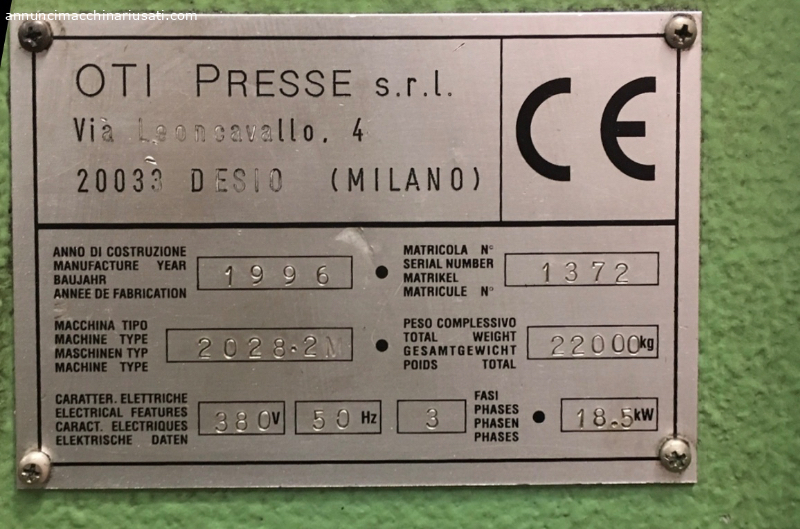 annuncimacchinariusati.com
OTI PRESSE s.r.l.
Via Leoncavallo, 4
20033 DESIO (MILANO)
CE
ANNO DI COSTRUZIONE
MANUFACTURE YEAR
BAUJAHR
ANNEE DE FABRICATION
1996
MATRICOLA N°
SERIAL NUMBER
MATRIKEL
MATRICULE N°
1372
MACCHINA TIPO
MACHINE TYPE
MASCHINEN TYP
MACHINE TYPE
2028.2M
PESO COMPLESSIVO
TOTAL WEIGHT
GESAMTGEWICHT
POIDS TOTAL
22000 kg
CARATTER. ELETTRICHE
ELECTRICAL FEATURES
CARACT. ELECTRIQUES
ELEKTRISCHE DATEN
380 V 50 Hz 3
FASI
PHASES
PHASEN
PHASES
18.5 kW